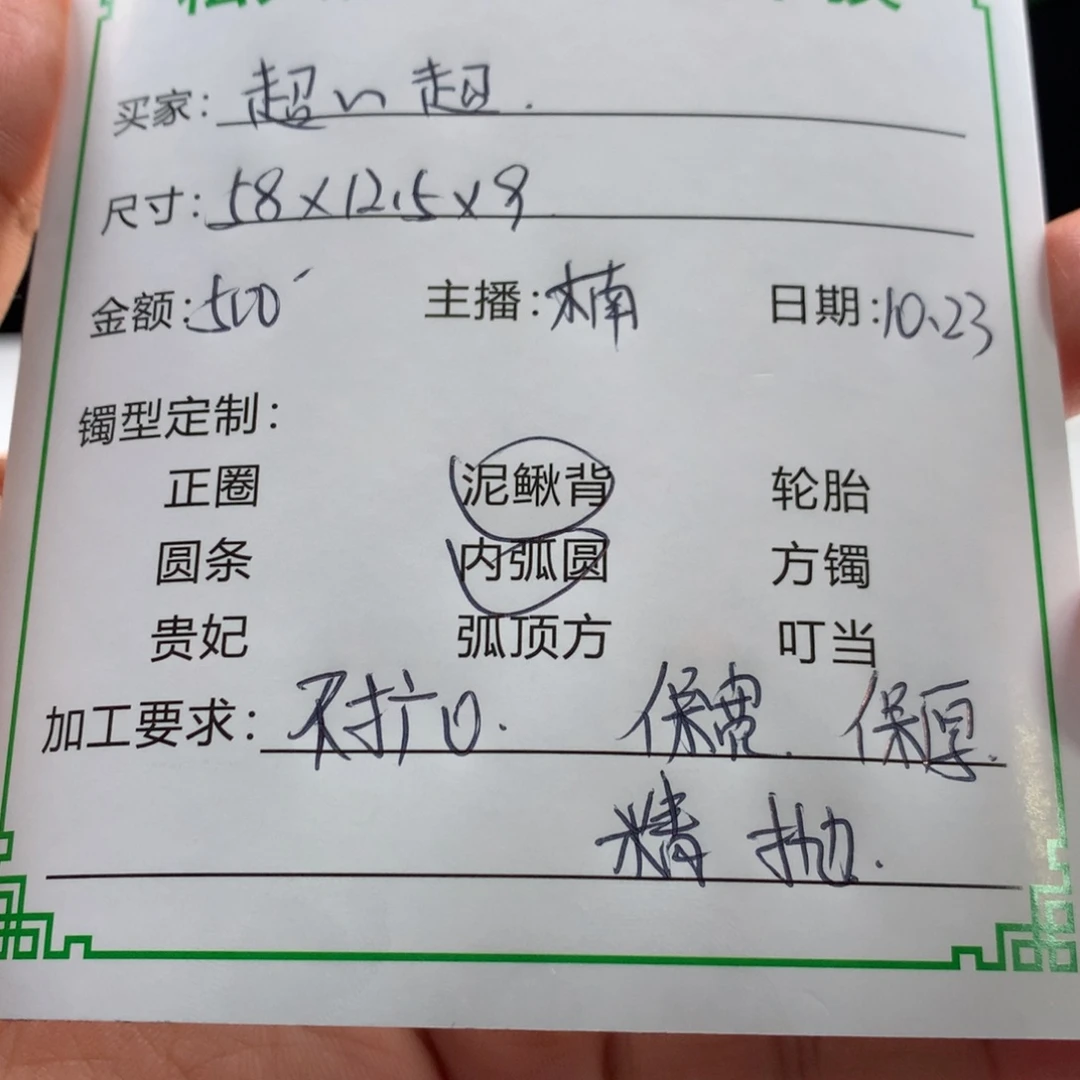 买家: 超い超.
尺寸: 58×12.5×9
金额: 500 主播: 木楠 日期: 10.23
镯型定制:
正圈 泥鳅背 轮胎
圆条 内弧圆 方镯
贵妃 弧顶方 叮当
加工要求: 不扩口. 保宽. 保厚.
精抛.